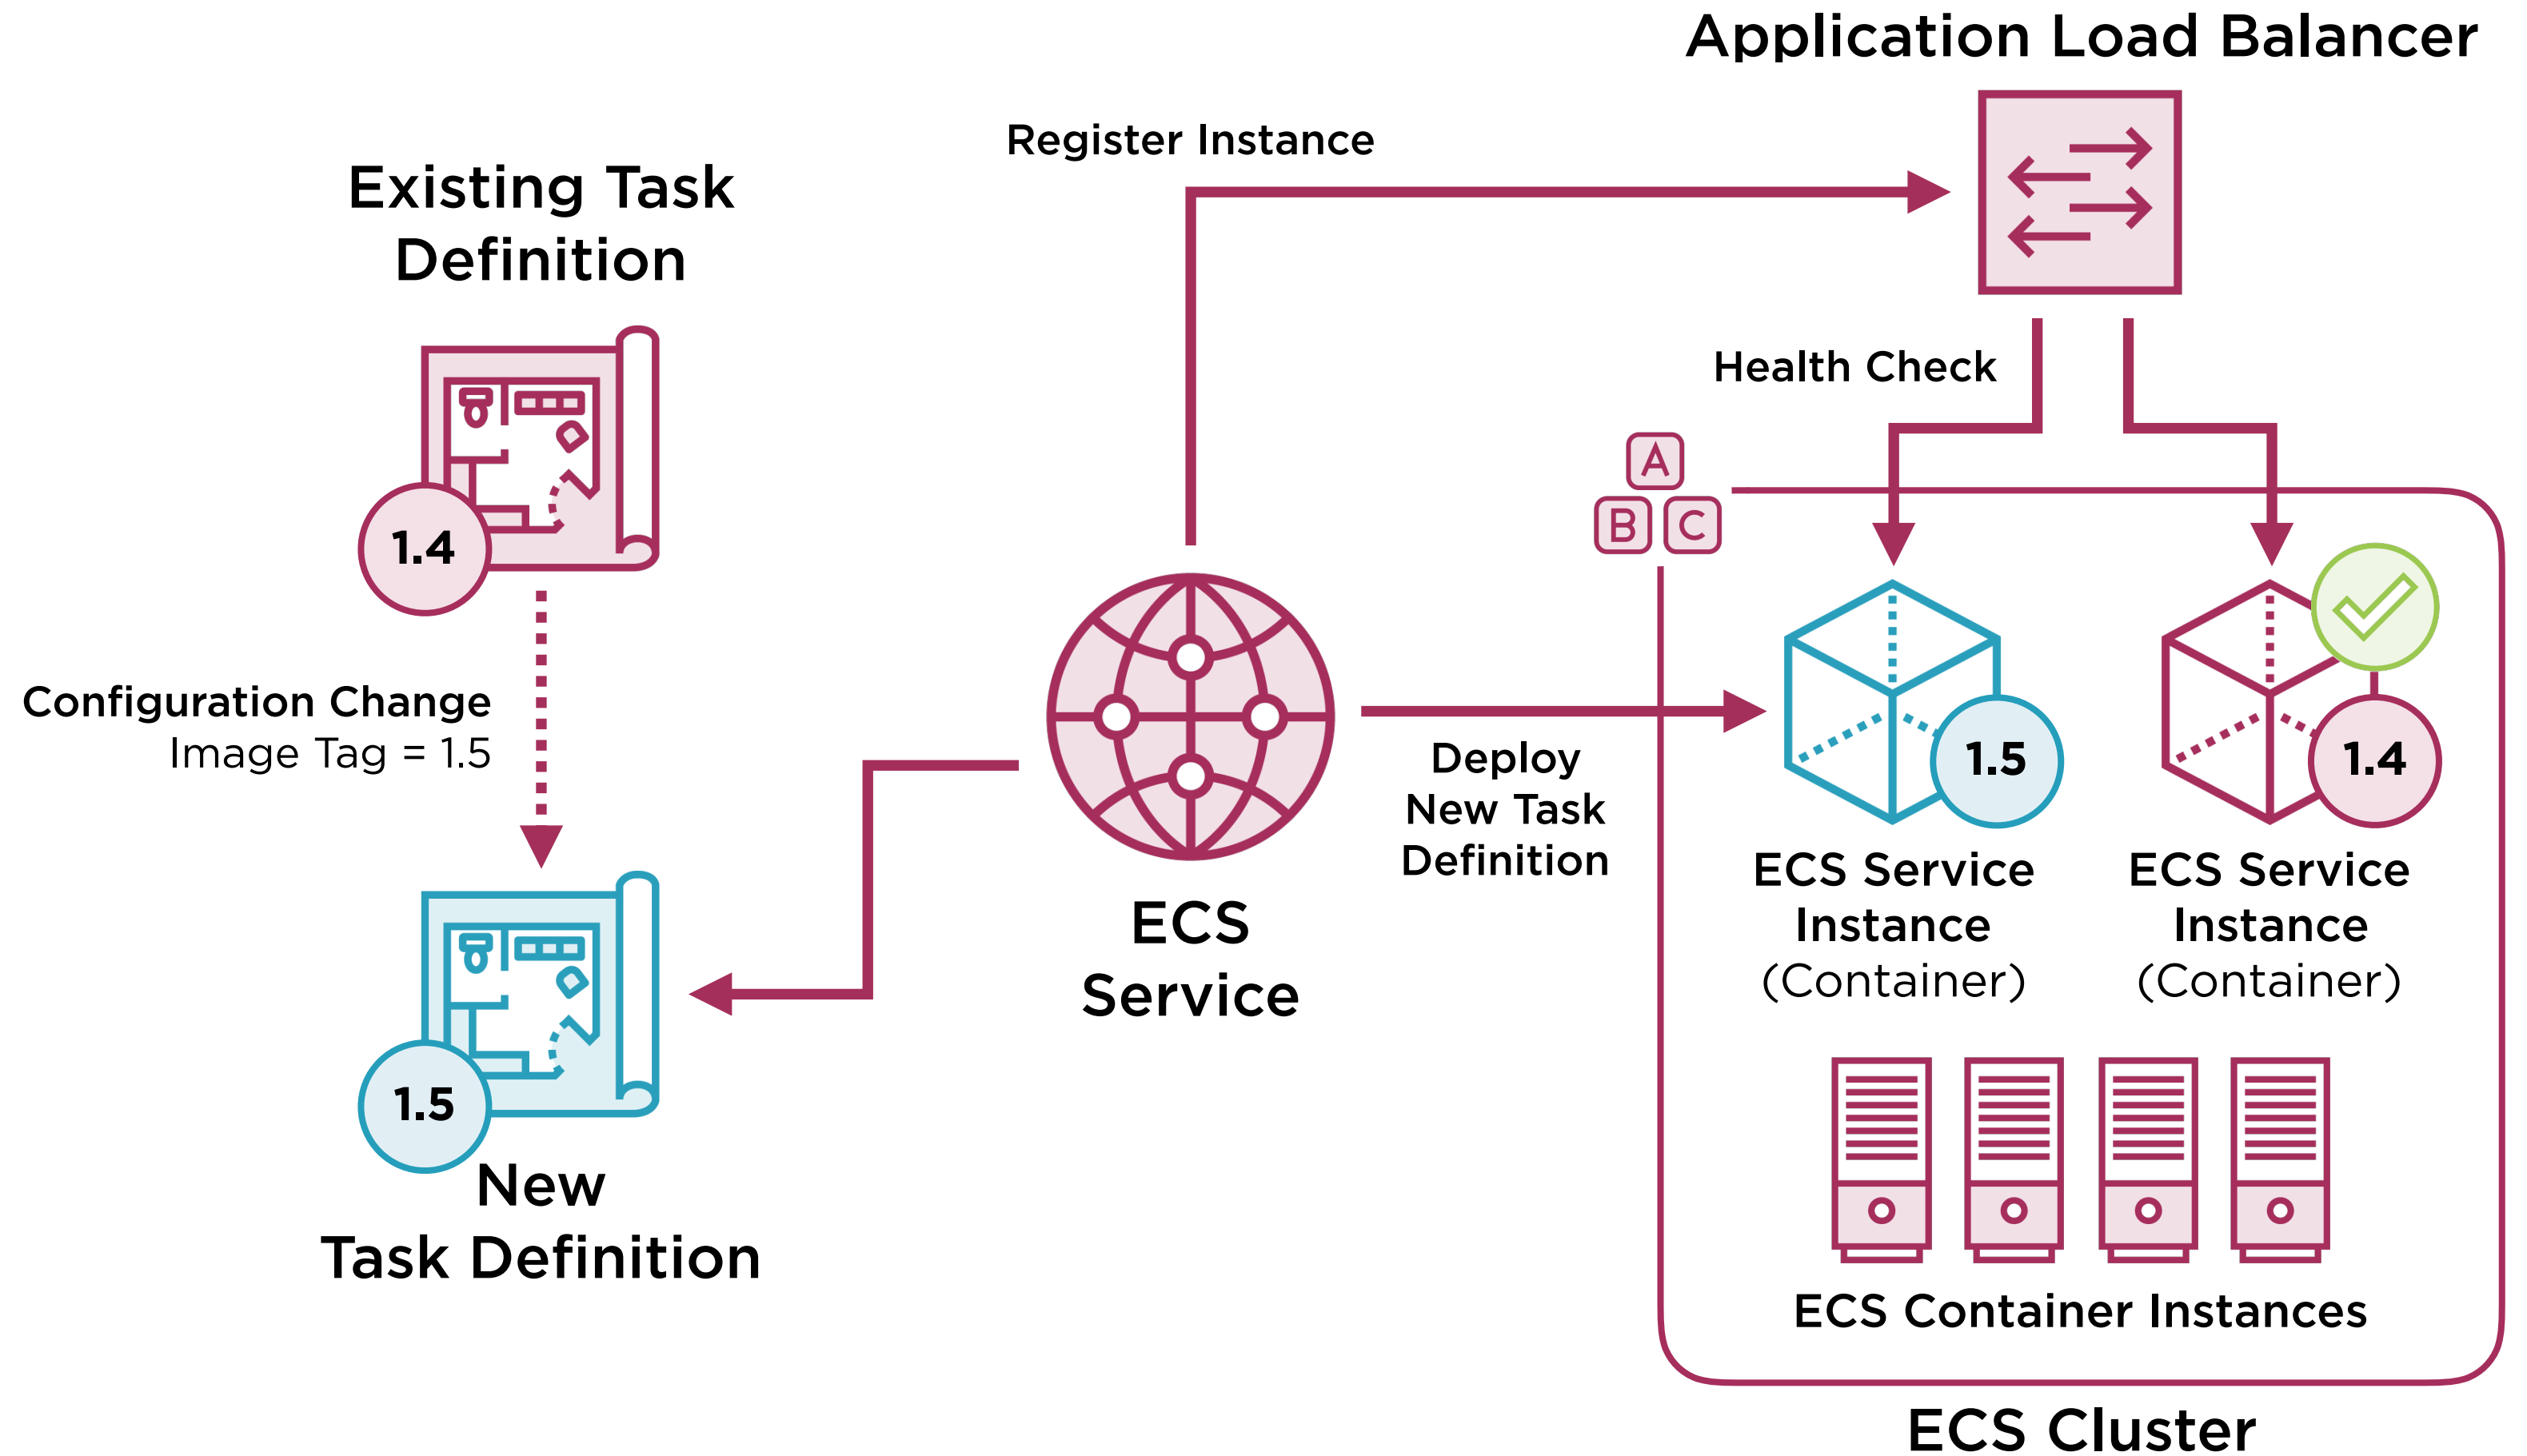 Application Load Balancer
Register Instance
Existing Task
Definition
Health Check
A
B C
1.4
Configuration Change
Image Tag = 1.5
1.5
1.4
Deploy
New Task
Definition
ECS
Service
ECS Service
Instance
(Container)
ECS Service
Instance
(Container)
1.5
New
Task Definition
ECS Container Instances
ECS Cluster